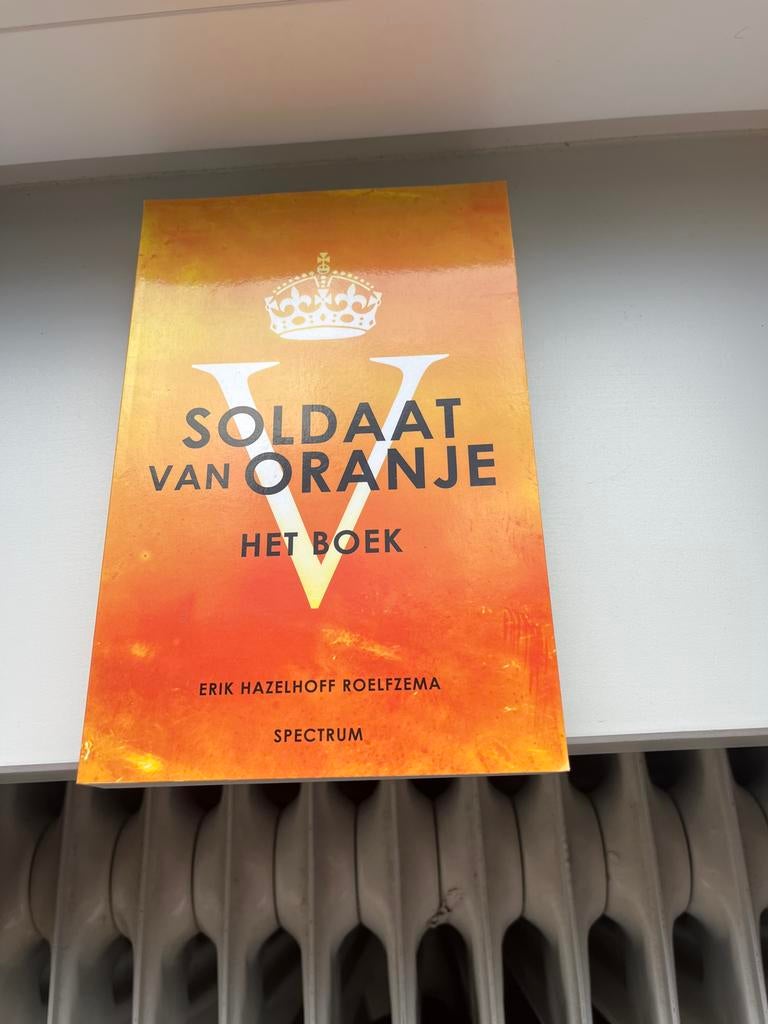 V
SOLDAAT
VAN ORANJE
HET BOEK
ERIK HAZELHOFF ROELFZEMA
SPECTRUM